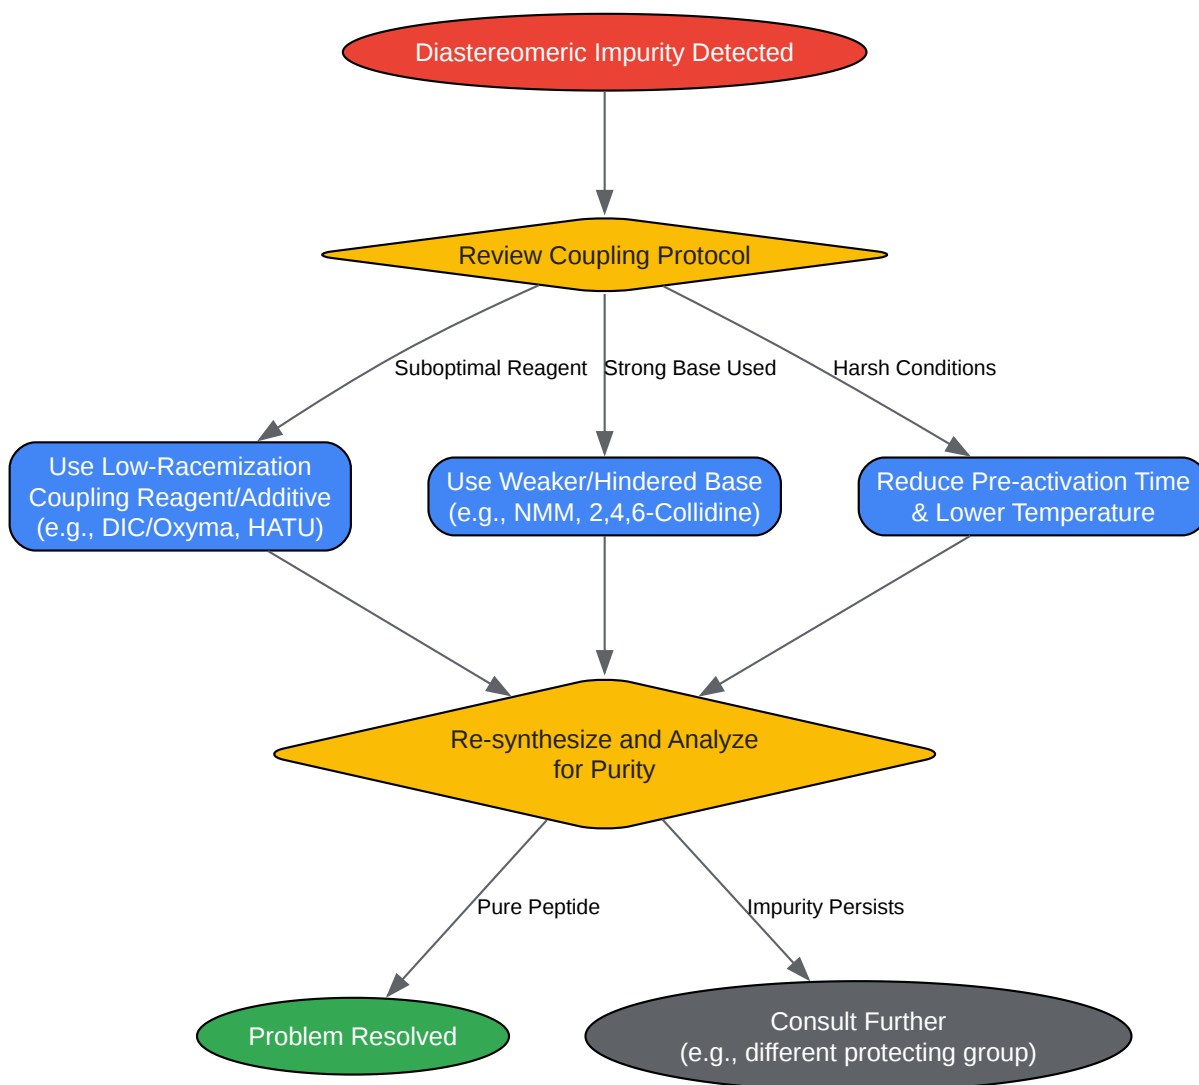 Diastereomeric Impurity Detected
Review Coupling Protocol
Suboptimal Reagent
Strong Base Used
Harsh Conditions
Use Low-Racemization
Coupling Reagent/Additive
(e.g., DIC/Oxyma, HATU)
Use Weaker/Hindered Base
(e.g., NMM, 2,4,6-Collidine)
Reduce Pre-activation Time
& Lower Temperature
Re-synthesize and Analyze
for Purity
Pure Peptide
Impurity Persists
Problem Resolved
Consult Further
(e.g., different protecting group)